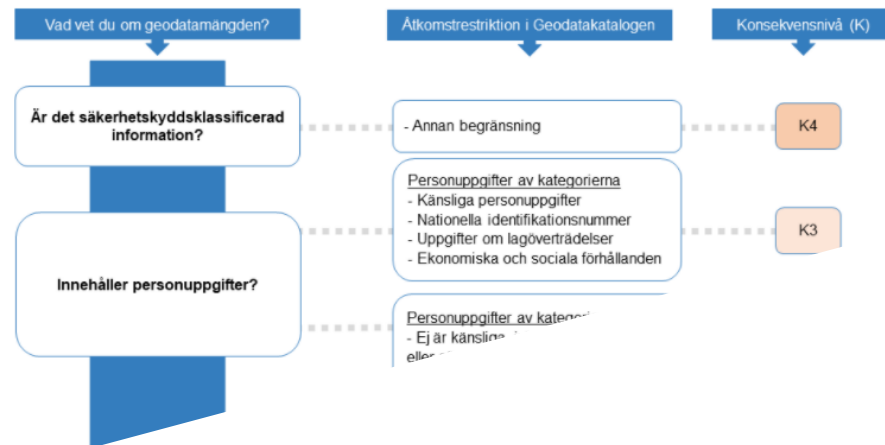 Vad vet du om geodatamängden?
Åtkomstrestriktion i Geodatakatalogen
Konsekvensnivå (K)
Är det säkerhetskyddsklassificerad
information?
- Annan begränsning
K4
Innehåller personuppgifter?
Personuppgifter av kategorierna
- Känsliga personuppgifter
- Nationella identifikationsnummer
- Uppgifter om lagöverträdelser
- Ekonomiska och sociala förhållanden
K3
Personuppgifter av
- Ej är känsliga